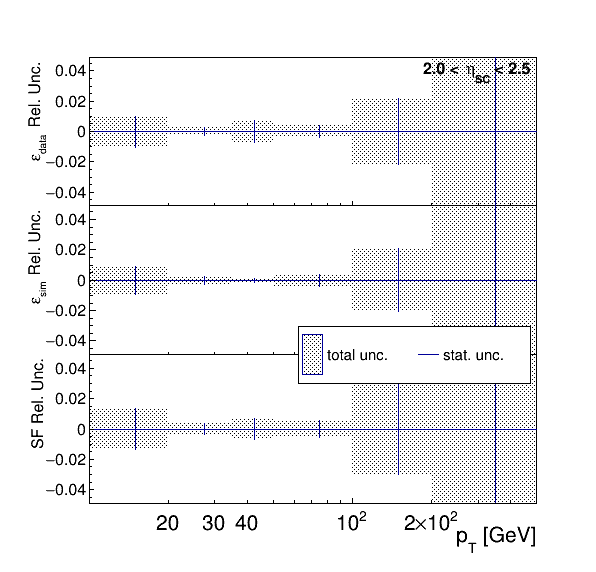 2.0 < η_SC < 2.5
ε_data Rel. Unc.
0.04
0.02
0
−0.02
−0.04
ε_sim Rel. Unc.
0.04
0.02
0
−0.02
−0.04
total unc. stat. unc.
SF Rel. Unc.
0.04
0.02
0
−0.02
−0.04
20 30 40 10² 2×10²
p_T [GeV]